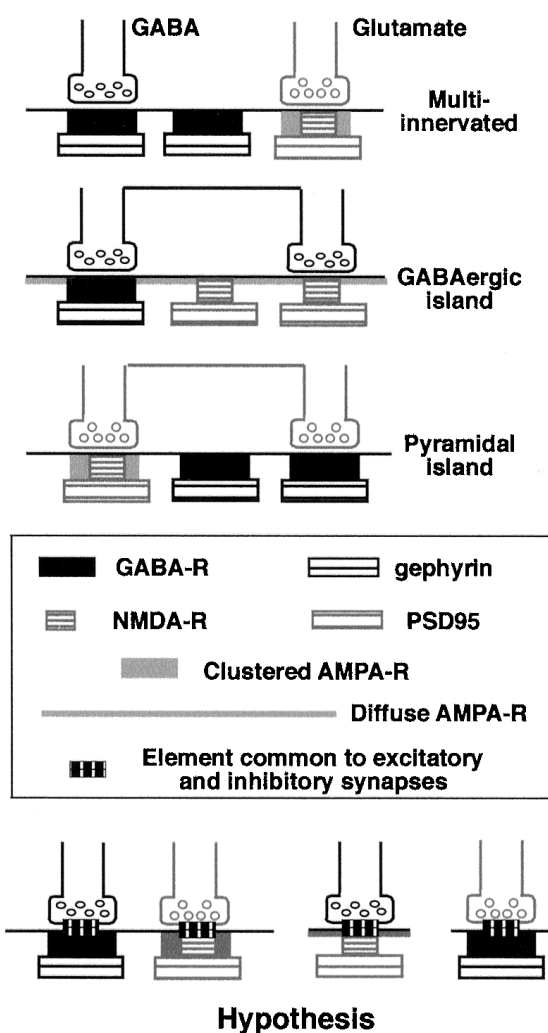 GABA
Glutamate
Multi-
innervated
GABAergic
island
Pyramidal
island
GABA-R
gephyrin
NMDA-R
PSD95
Clustered AMPA-R
Diffuse AMPA-R
Element common to excitatory
and inhibitory synapses
Hypothesis